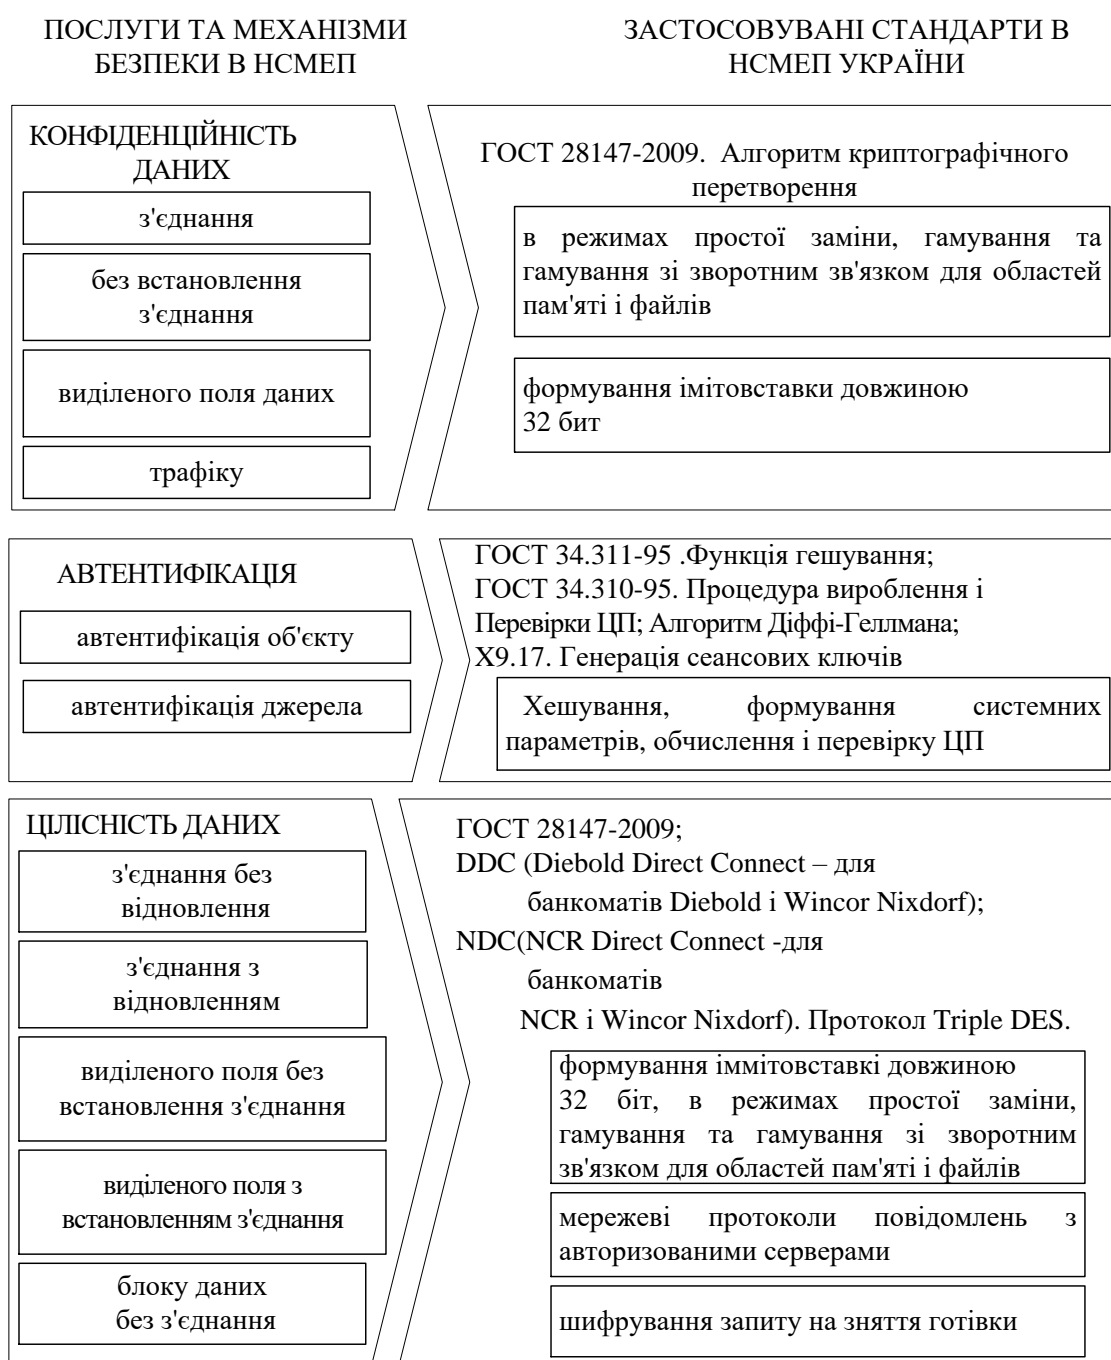 ПОСЛУГИ ТА МЕХАНІЗМИ
БЕЗПЕКИ В НСМЕП
ЗАСТОСОВУВАНІ СТАНДАРТИ В
НСМЕП УКРАЇНИ
КОНФІДЕНЦІЙНІСТЬ
ДАНИХ
з'єднання
без встановлення
з'єднання
виділеного поля даних
трафіку
ГОСТ 28147-2009. Алгоритм криптографічного
перетворення
в режимах простої заміни, гамування та
гамування зі зворотним зв'язком для областей
пам'яті і файлів
формування імітовставки довжиною
32 бит
АВТЕНТИФІКАЦІЯ
автентифікація об'єкту
автентифікація джерела
ГОСТ 34.311-95 .Функція гешування;
ГОСТ 34.310-95. Процедура вироблення і
Перевірки ЦП; Алгоритм Діффі-Геллмана;
X9.17. Генерація сеансових ключів
Хешування, формування системних
параметрів, обчислення і перевірку ЦП
ЦІЛІСНІСТЬ ДАНИХ
з'єднання без
відновлення
з'єднання з
відновленням
виділеного поля без
встановлення з'єднання
виділеного поля з
встановленням з'єднання
блоку даних
без з'єднання
ГОСТ 28147-2009;
DDC (Diebold Direct Connect – для
банкоматів Diebold і Wincor Nixdorf);
NDC(NCR Direct Connect -для
банкоматів
NCR і Wincor Nixdorf). Протокол Triple DES.
формування іммітовставкі довжиною
32 біт, в режимах простої заміни,
гамування та гамування зі зворотним
зв'язком для областей пам'яті і файлів
мережеві протоколи повідомлень з
авторизованими серверами
шифрування запиту на зняття готівки